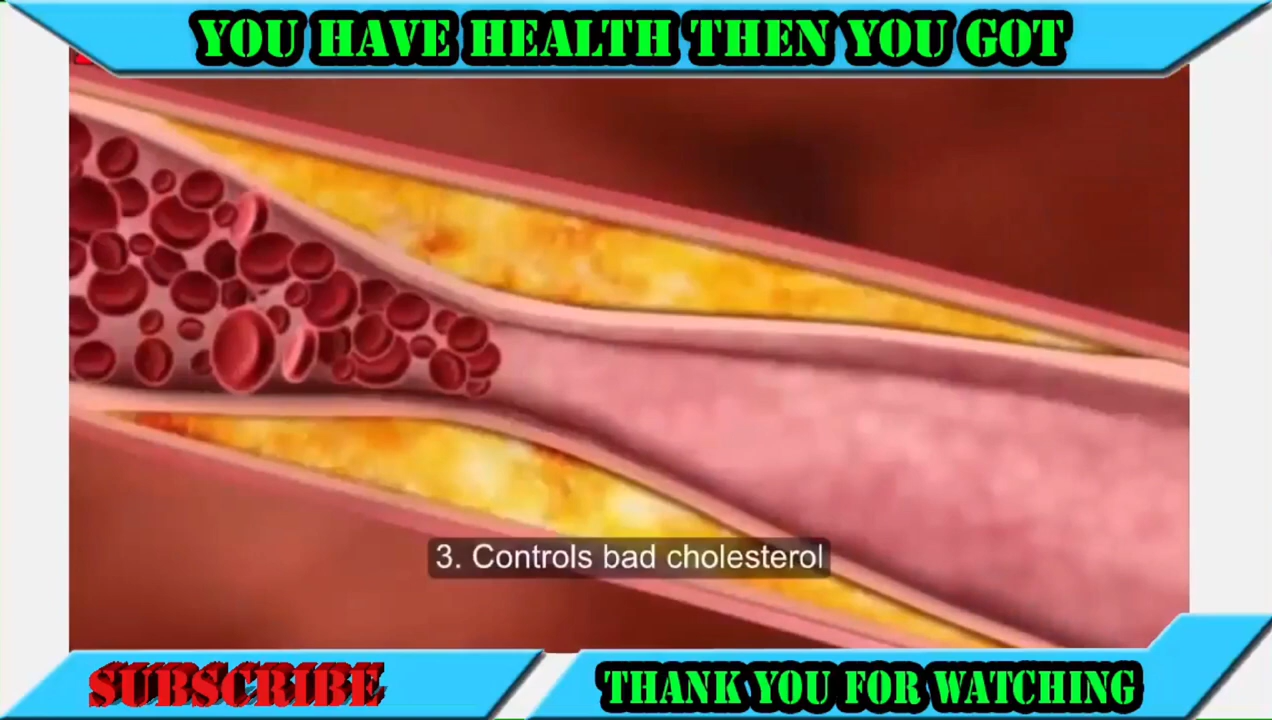 YOU HAVE HEALTH THEN YOU GOT
3. Controls bad cholesterol
SUBSCRIBE
THANK YOU FOR WATCHING